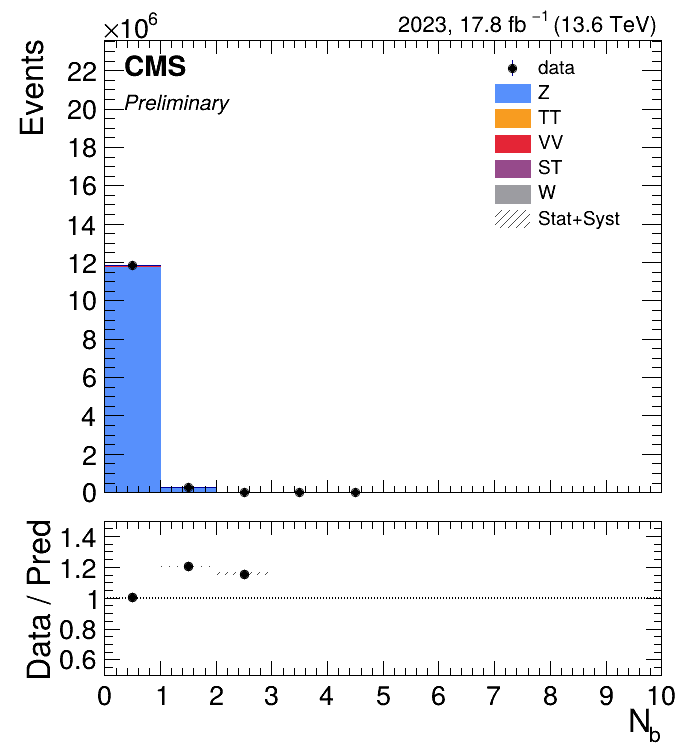 ×10⁶
2023, 17.8 fb⁻¹ (13.6 TeV)
Events
CMS
Preliminary
data
Z
TT
VV
ST
W
Stat+Syst
22
20
18
16
14
12
10
8
6
4
2
0
Data / Pred
1.4
1.2
1
0.8
0.6
0 1 2 3 4 5 6 7 8 9 10
N_b